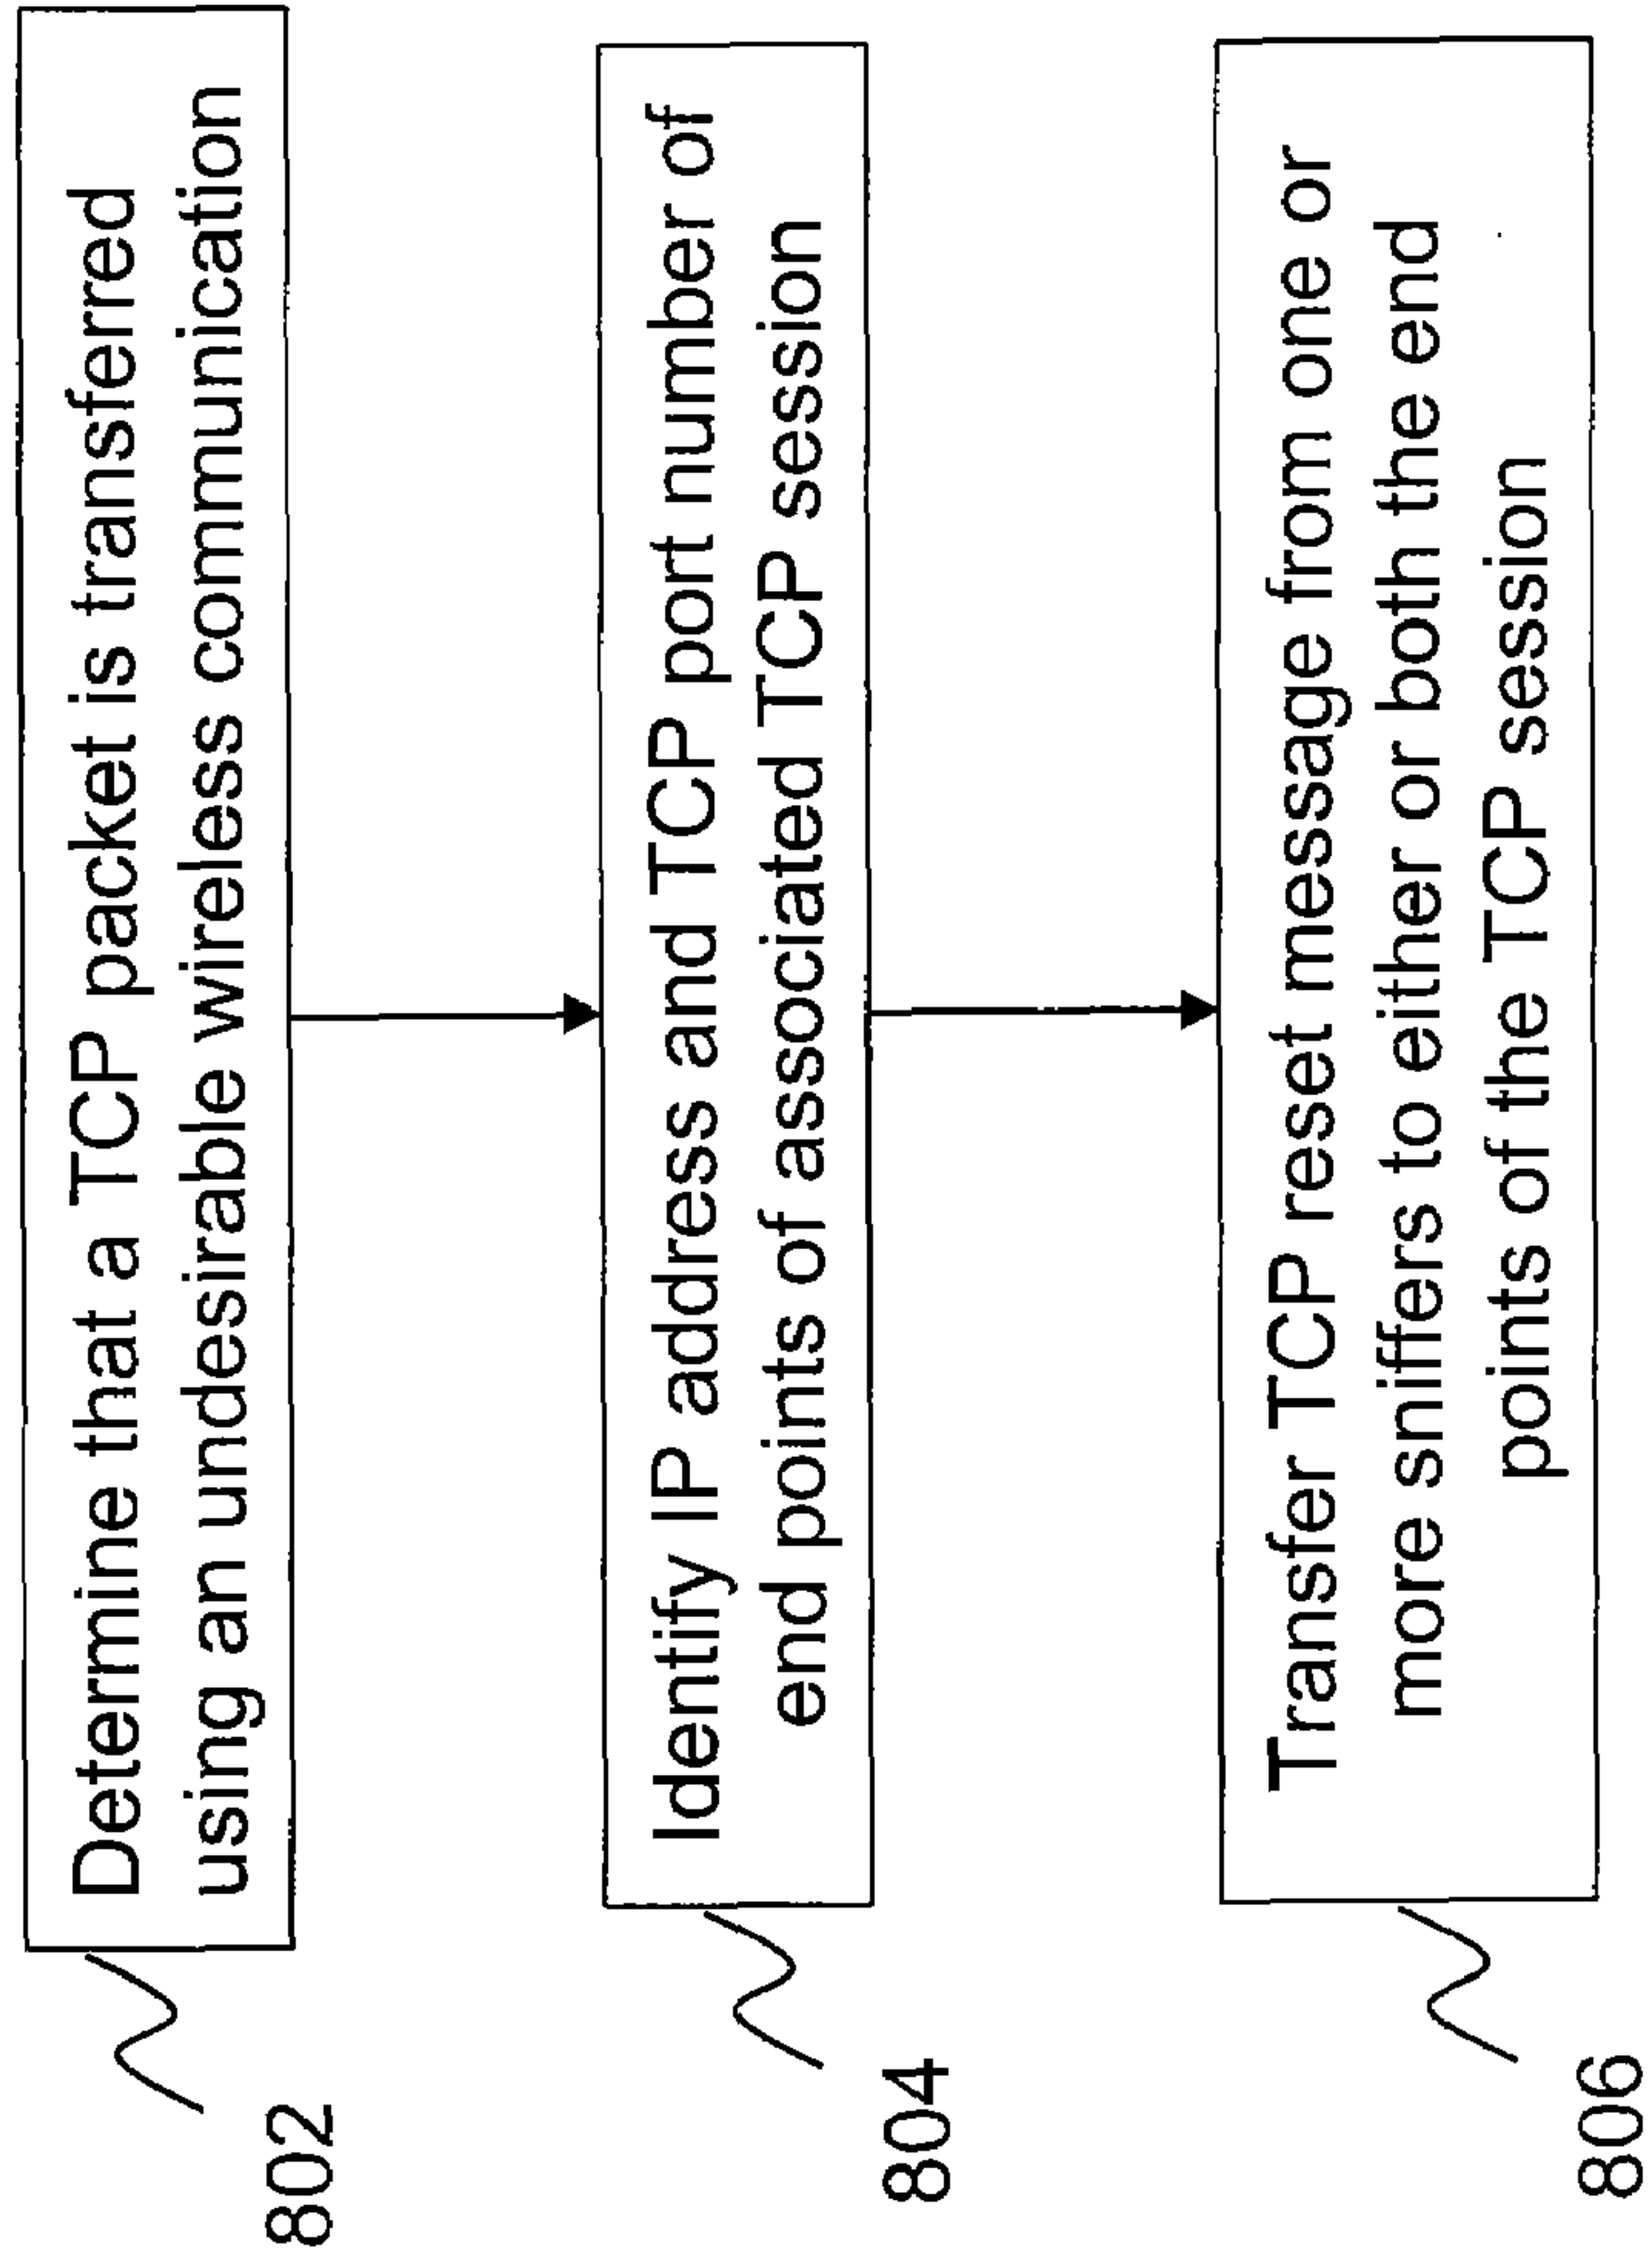 Determine that a TCP packet is transferred
using an undesirable wireless communication
802
Identify IP address and TCP port number of
end points of associated TCP session
804
Transfer TCP reset message from one or
more sniffers to either or both the end
points of the TCP session
806